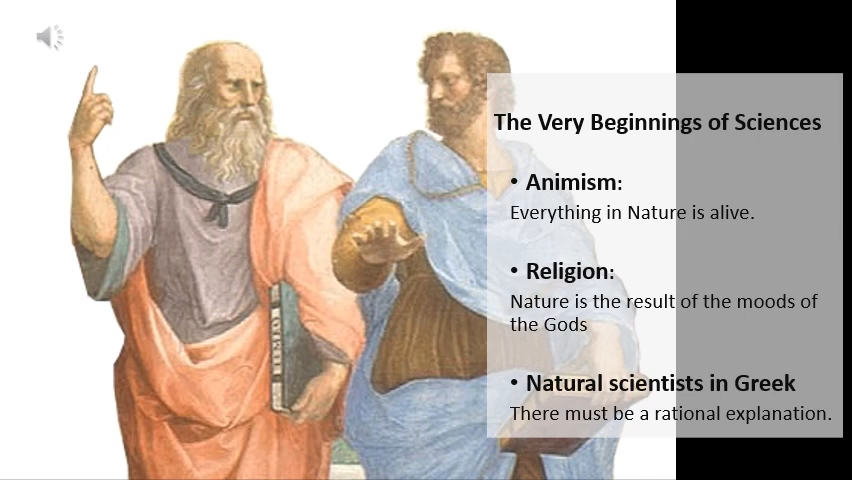 The Very Beginnings of Sciences
• Animism:
Everything in Nature is alive.
• Religion:
Nature is the result of the moods of
the Gods
• Natural scientists in Greek
There must be a rational explanation.